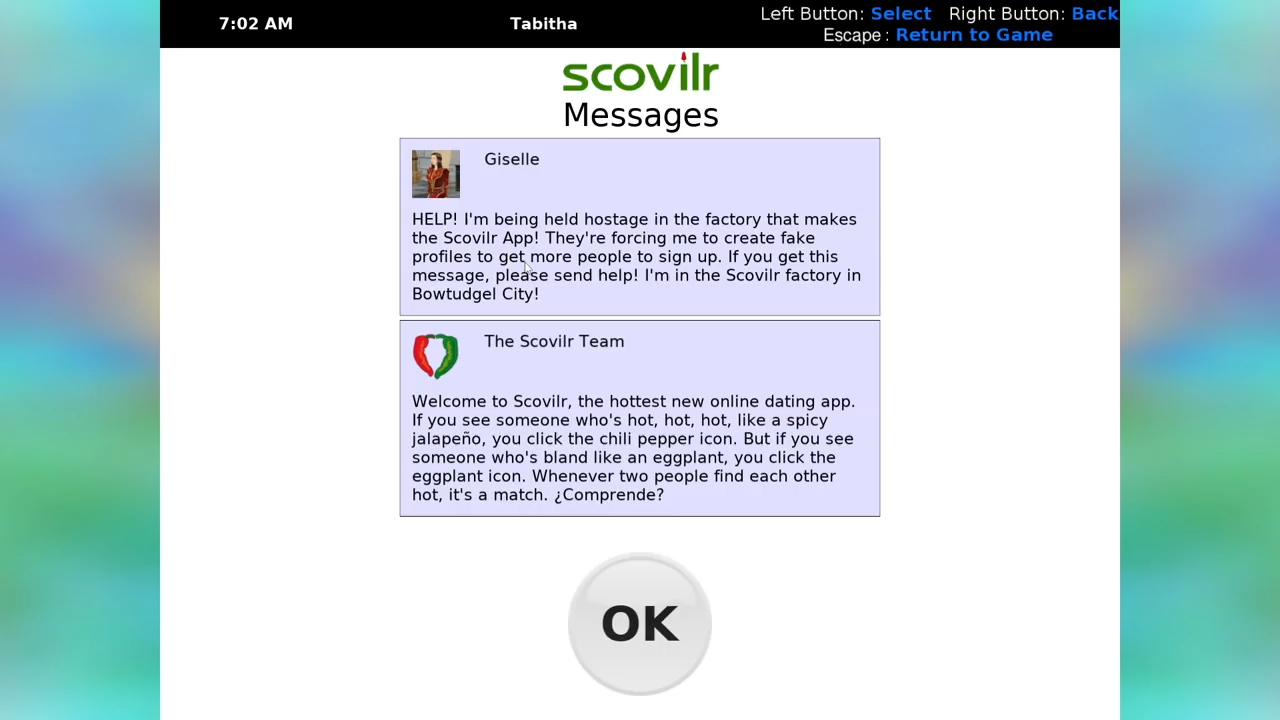 7:02 AM
Tabitha
Left Button: Select Right Button: Back
Escape : Return to Game
scovilr
Messages
Giselle
HELP! I'm being held hostage in the factory that makes
the Scovilr App! They're forcing me to create fake
profiles to get more people to sign up. If you get this
message, please send help! I'm in the Scovilr factory in
Bowtudgel City!
The Scovilr Team
Welcome to Scovilr, the hottest new online dating app.
If you see someone who's hot, hot, hot, like a spicy
jalapeño, you click the chili pepper icon. But if you see
someone who's bland like an eggplant, you click the
eggplant icon. Whenever two people find each other
hot, it's a match. ¿Comprende?
OK